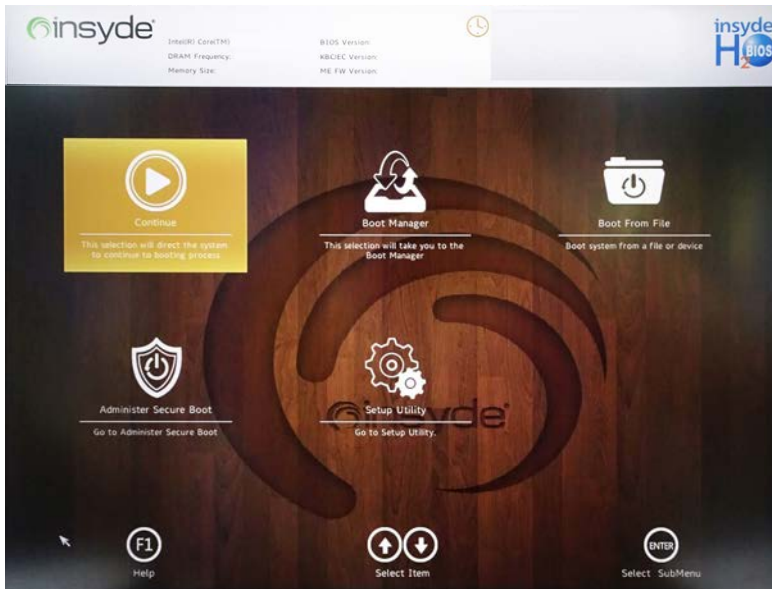 insyde
Intel(R) Core(TM)
DRAM Frequency:
Memory Size:
BIOS Version:
KBC/EC Version:
ME FW Version:
insyde
H2O
BIOS
Continue
This selection will direct the system
to continue to booting process
Boot Manager
This selection will take you to the
Boot Manager
Boot From File
Boot system from a file or device
Administer Secure Boot
Go to Administer Secure Boot
Setup Utility
Go to Setup Utility.
insyde
F1
Help
Select Item
ENTER
Select SubMenu